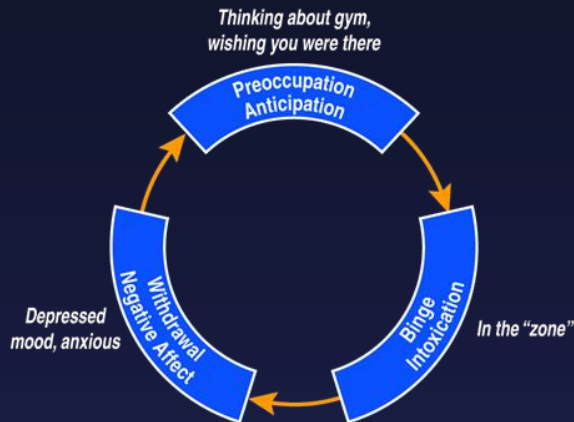 Thinking about gym,
wishing you were there
Preoccupation
Anticipation
Binge
Intoxication
In the “zone”
Withdrawal
Negative Affect
Depressed
mood, anxious